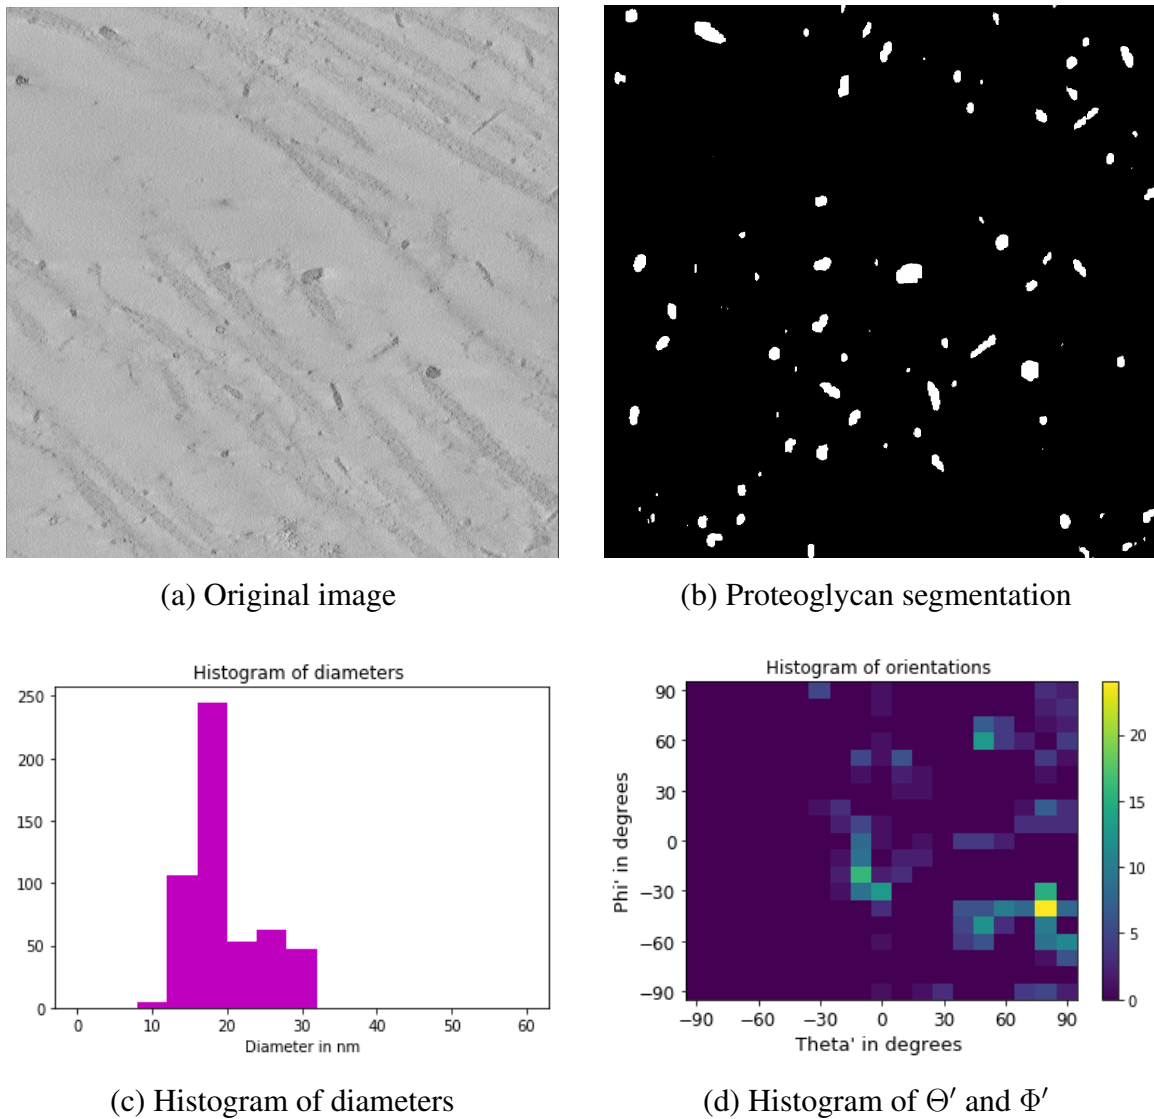 (a) Original image
(b) Proteoglycan segmentation
Histogram of diameters
250
200
150
100
50
0
0 10 20 30 40 50 60
Diameter in nm
Histogram of orientations
Phi' in degrees
90
60
30
0
−30
−60
−90
−90 −60 −30 0 30 60 90
Theta' in degrees
20
15
10
5
0
(c) Histogram of diameters
(d) Histogram of Θ′ and Φ′